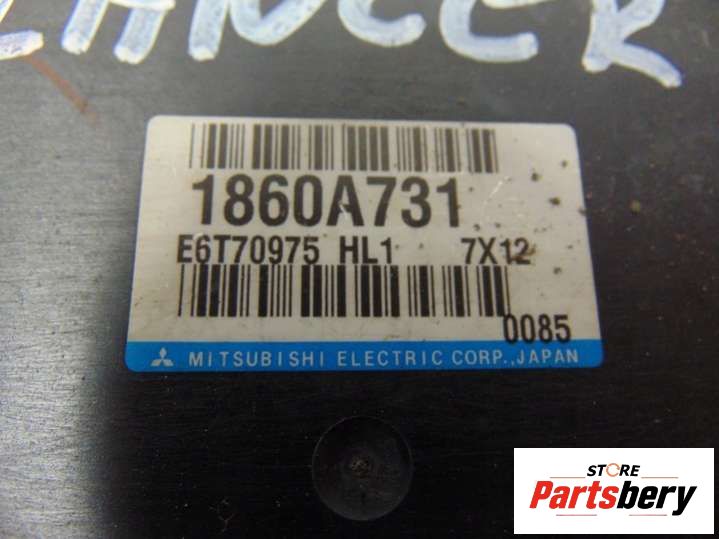 LANCER
1860A731
E6T70975 HL1 7X12
0085
MITSUBISHI ELECTRIC CORP., JAPAN
STORE
Partsbery